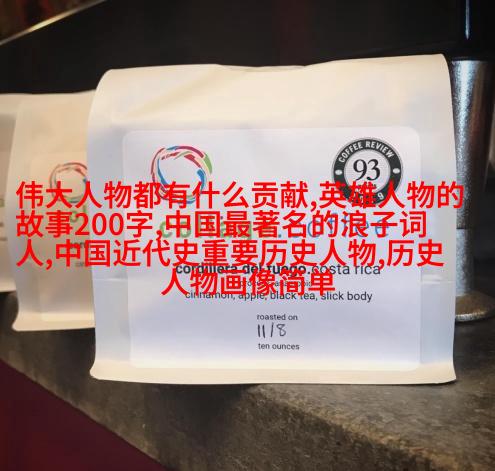 伟大人物都有什么贡献,英雄人物的
故事200字,中国最著名的浪子词
人,中国近代史重要历史人物,历史
人物画像简单
COFFEE REVIEW
93
cordillera del fuego, costa rica
cinnamon, apple, black tea, slick body
roasted on
11/8
ten ounces